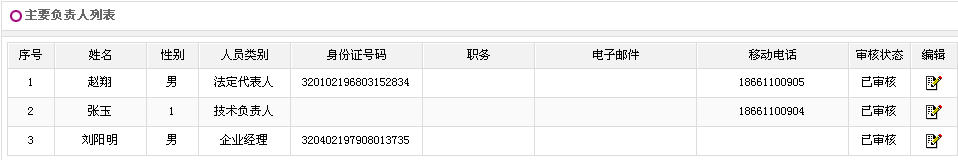 主要负责人列表
序号 姓名 性别 人员类别 身份证号码 职务 电子邮件 移动电话 审核状态 编辑
1 赵翔 男 法定代表人 320102196803152834 18661100905 已审核
2 张玉 1 技术负责人 18661100904 已审核
3 刘阳明 男 企业经理 320402197908013735 已审核